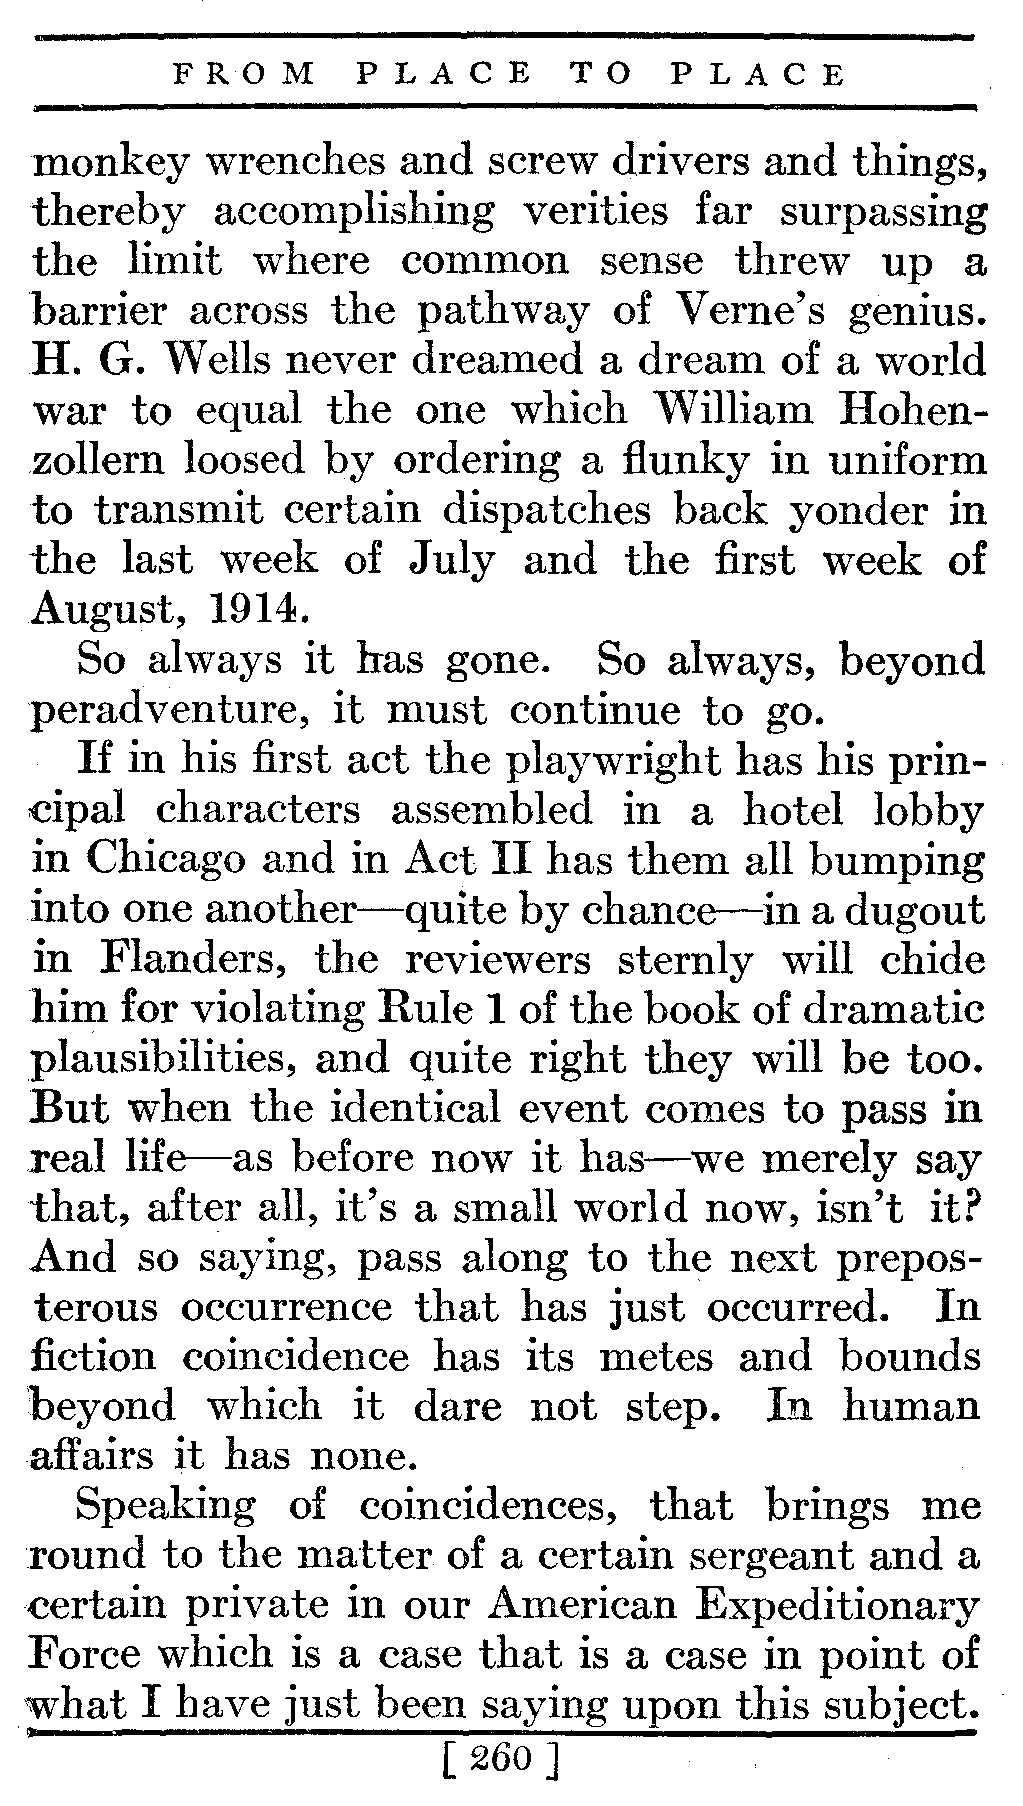 FROM PLACE TO PLACE
monkey wrenches and screw drivers and things,
thereby accomplishing verities far surpassing
the limit where common sense threw up a
barrier across the pathway of Verne's genius.
H. G. Wells never dreamed a dream of a world
war to equal the one which William Hohen-
zollern loosed by ordering a flunky in uniform
to transmit certain dispatches back yonder in
the last week of July and the first week of
August, 1914.
So always it has gone. So always, beyond
peradventure, it must continue to go.
If in his first act the playwright has his prin-
cipal characters assembled in a hotel lobby
in Chicago and in Act II has them all bumping
into one another—quite by chance—in a dugout
in Flanders, the reviewers sternly will chide
him for violating Rule 1 of the book of dramatic
plausibilities, and quite right they will be too.
But when the identical event comes to pass in
real life—as before now it has—we merely say
that, after all, it's a small world now, isn't it?
And so saying, pass along to the next prepos-
terous occurrence that has just occurred. In
fiction coincidence has its metes and bounds
beyond which it dare not step. In human
affairs it has none.
Speaking of coincidences, that brings me
round to the matter of a certain sergeant and a
certain private in our American Expeditionary
Force which is a case that is a case in point of
what I have just been saying upon this subject.
[ 260 ]